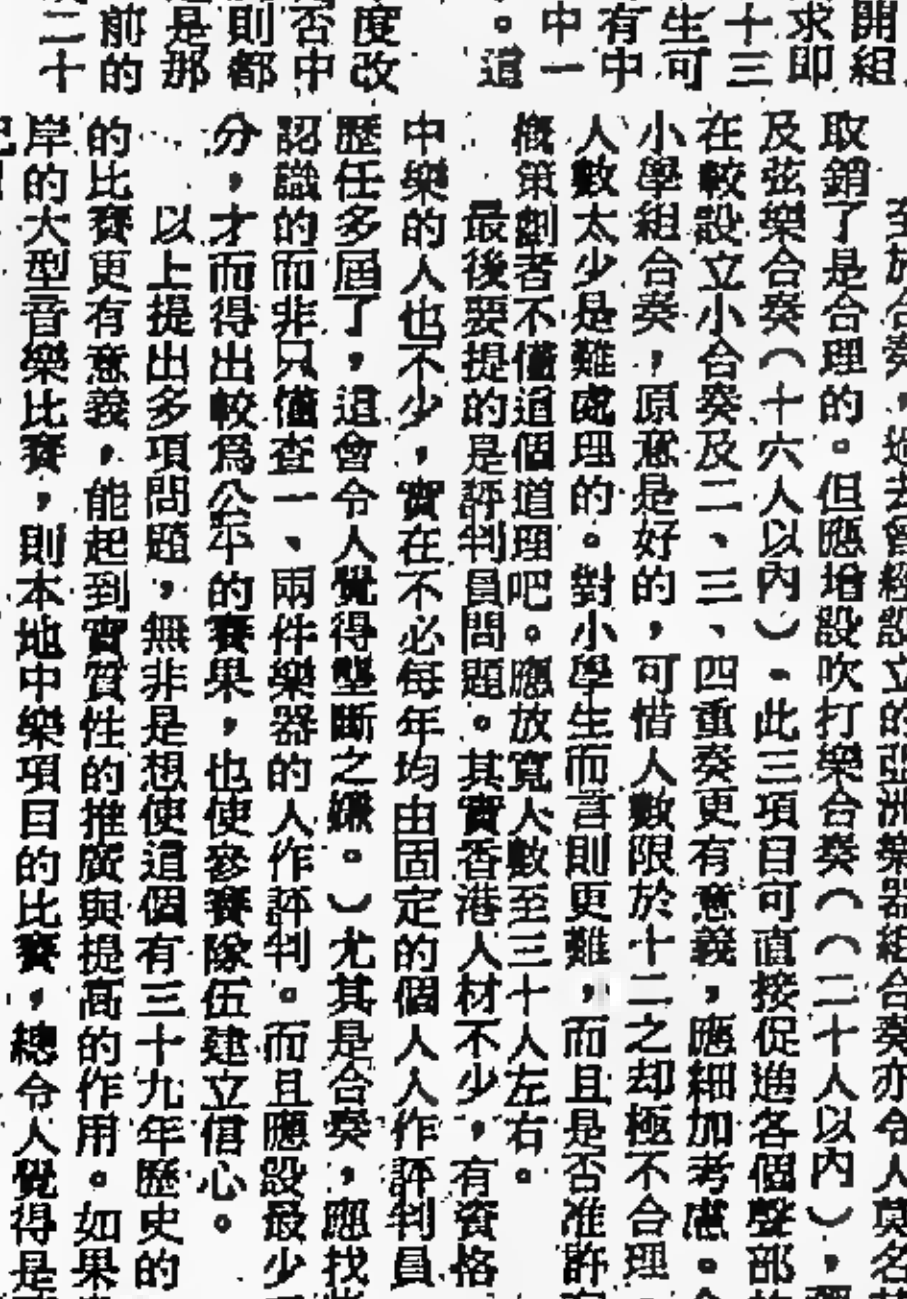 開組
求即
十三
生可
有中
中一
。這
度改
否中
則都
是那
前的
二十
至於合奏，過去曾經設立的亞洲樂器組合奏亦令人莫名
取銷了是合理的。但應增設吹打樂合奏（（二十人以內），
及弦樂合奏（十六人以內）。此三項目可直接促進各個聲部
在較設立小合奏及二、三、四重奏更有意義，應細加考慮。
小學組合奏，原意是好的，可惜人數限於十二之却極不合理
人數太少是難處理的。對小學生而言則更難，而且是否准許
概策劃者不懂這個道理吧。應放寬人數至三十人左右。
最後要提的是評判員問題。其實香港人材不少，有資格
中樂的人也不少，實在不必每年均由固定的個人人作評判員
歷任多屆了，這會令人覺得壟斷之嫌。）尤其是合奏，應找
認識的而非只懂查一、兩件樂器的人作評判。而且應設最少
分，才而得出較爲公平的賽果，也使參賽隊伍建立信心。
以上提出多項問題，無非是想使這個有三十九年歷史的
的比賽更有意義，能起到實質性的推廣與提高的作用。如果
岸的大型音樂比賽，則本地中樂項目的比賽，總令人覺得是